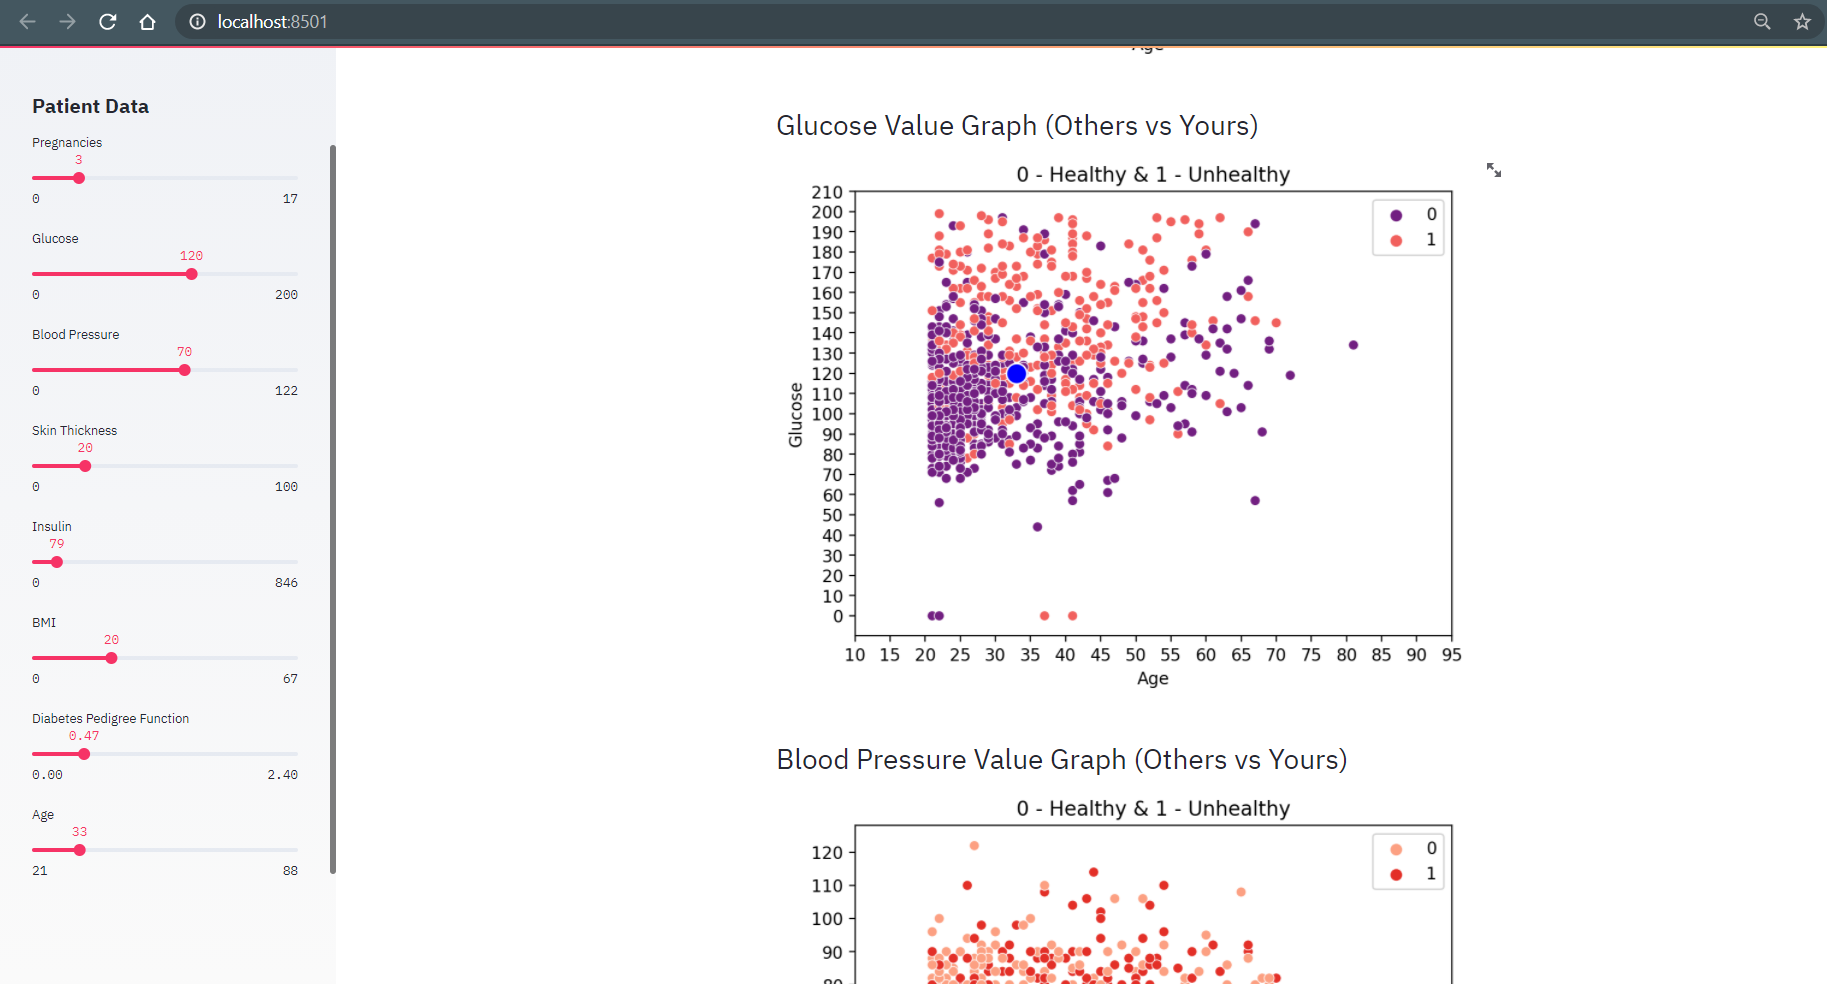 localhost:8501
Patient Data
Pregnancies
3
0 17
Glucose
120
0 200
Blood Pressure
70
0 122
Skin Thickness
20
0 100
Insulin
79
0 846
BMI
20
0 67
Diabetes Pedigree Function
0.47
0.00 2.40
Age
33
21 88
Age
Glucose Value Graph (Others vs Yours)
0 - Healthy & 1 - Unhealthy
0
1
210
200
190
180
170
160
150
140
130
120
110
100
90
80
70
60
50
40
30
20
10
0
Glucose
10 15 20 25 30 35 40 45 50 55 60 65 70 75 80 85 90 95
Age
Blood Pressure Value Graph (Others vs Yours)
0 - Healthy & 1 - Unhealthy
0
1
120
110
100
90
80